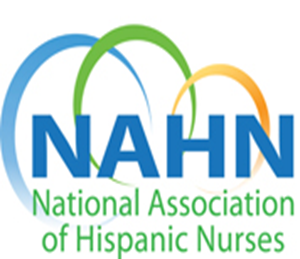 NAHN
National Association
of Hispanic Nurses